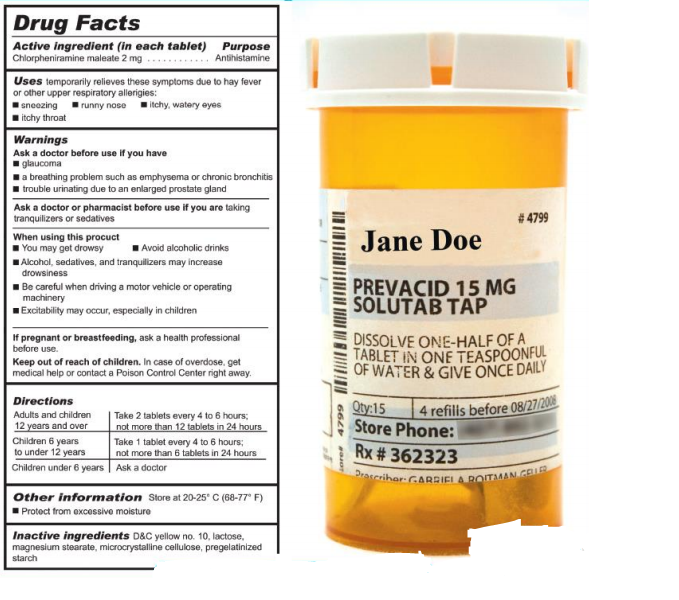 Drug Facts
Active ingredient (in each tablet) Purpose
Chlorpheniramine maleate 2 mg . . . . . . . . . . . . Antihistamine
Uses temporarily relieves these symptoms due to hay fever
or other upper respiratory allergies:
■ sneezing ■ runny nose ■ itchy, watery eyes
■ itchy throat
Warnings
Ask a doctor before use if you have
■ glaucoma
■ a breathing problem such as emphysema or chronic bronchitis
■ trouble urinating due to an enlarged prostate gland
Ask a doctor or pharmacist before use if you are taking
tranquilizers or sedatives
When using this procuct
■ You may get drowsy ■ Avoid alcoholic drinks
■ Alcohol, sedatives, and tranquilizers may increase
drowsiness
■ Be careful when driving a motor vehicle or operating
machinery
■ Excitability may occur, especially in children
If pregnant or breastfeeding, ask a health professional
before use.
Keep out of reach of children. In case of overdose, get
medical help or contact a Poison Control Center right away.
Directions
Adults and children Take 2 tablets every 4 to 6 hours;
12 years and over not more than 12 tablets in 24 hours
Children 6 years Take 1 tablet every 4 to 6 hours;
to under 12 years not more than 6 tablets in 24 hours
Children under 6 years Ask a doctor
Other information Store at 20-25° C (68-77° F)
■ Protect from excessive moisture
Inactive ingredients D&C yellow no. 10, lactose,
magnesium stearate, microcrystalline cellulose, pregelatinized
starch
# 4799
Jane Doe
PREVACID 15 MG
SOLUTAB TAP
DISSOLVE ONE-HALF OF A
TABLET IN ONE TEASPOONFUL
OF WATER & GIVE ONCE DAILY
Qty:15 4 refills before 08/27/2008
Store Phone:
Rx # 362323
Prescriber: GABRIELA ROITMAN GELLER
4799